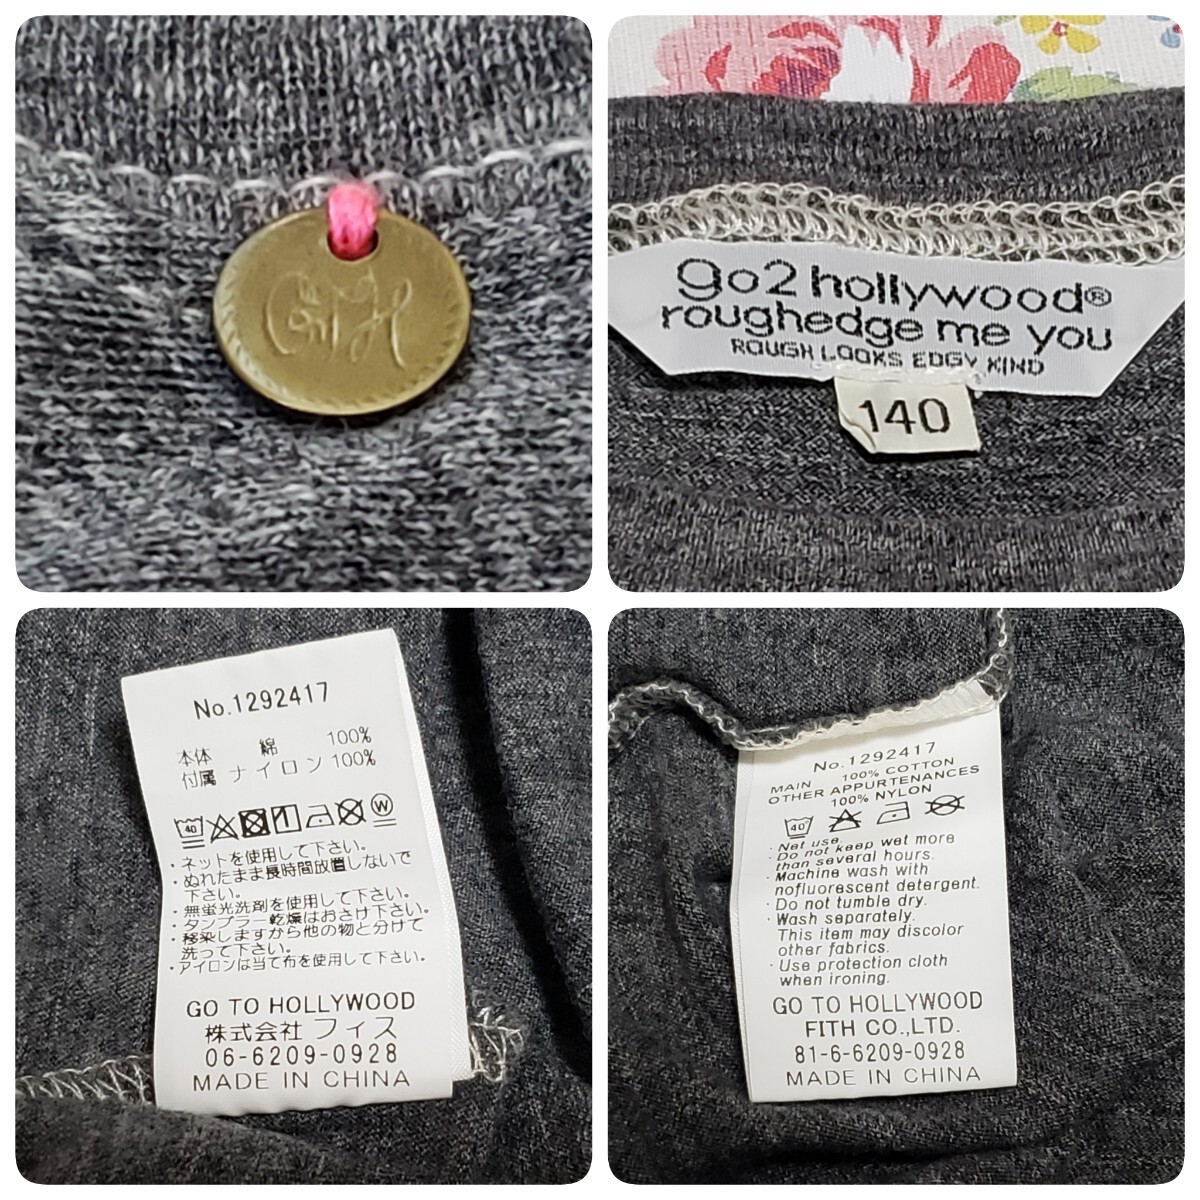 go2 hollywood®
roughedge me you
ROUGH LOOKS EDGY KIND
140
No.1292417
本体 綿 100%
付属 ナイロン 100%
40
W
・ネットを使用して下さい。
・ぬれたまま長時間放置しないで
下さい。
・無蛍光洗剤を使用して下さい。
・タンブラー乾燥はおさけ下さい。
・移染しますから他の物と分けて
洗って下さい。
・アイロンは当て布を使用して下さい。
GO TO HOLLYWOOD
株式会社 フィス
06-6209-0928
MADE IN CHINA
No.1292417
MAIN 100% COTTON
OTHER APPURTENANCES
100% NYLON
40
・Net use.
・Do not keep wet more
than several hours.
・Machine wash with
nofluorescent detergent.
・Do not tumble dry.
・Wash separately.
This item may discolor
other fabrics.
・Use protection cloth
when ironing.
GO TO HOLLYWOOD
FITH CO.,LTD.
81-6-6209-0928
MADE IN CHINA